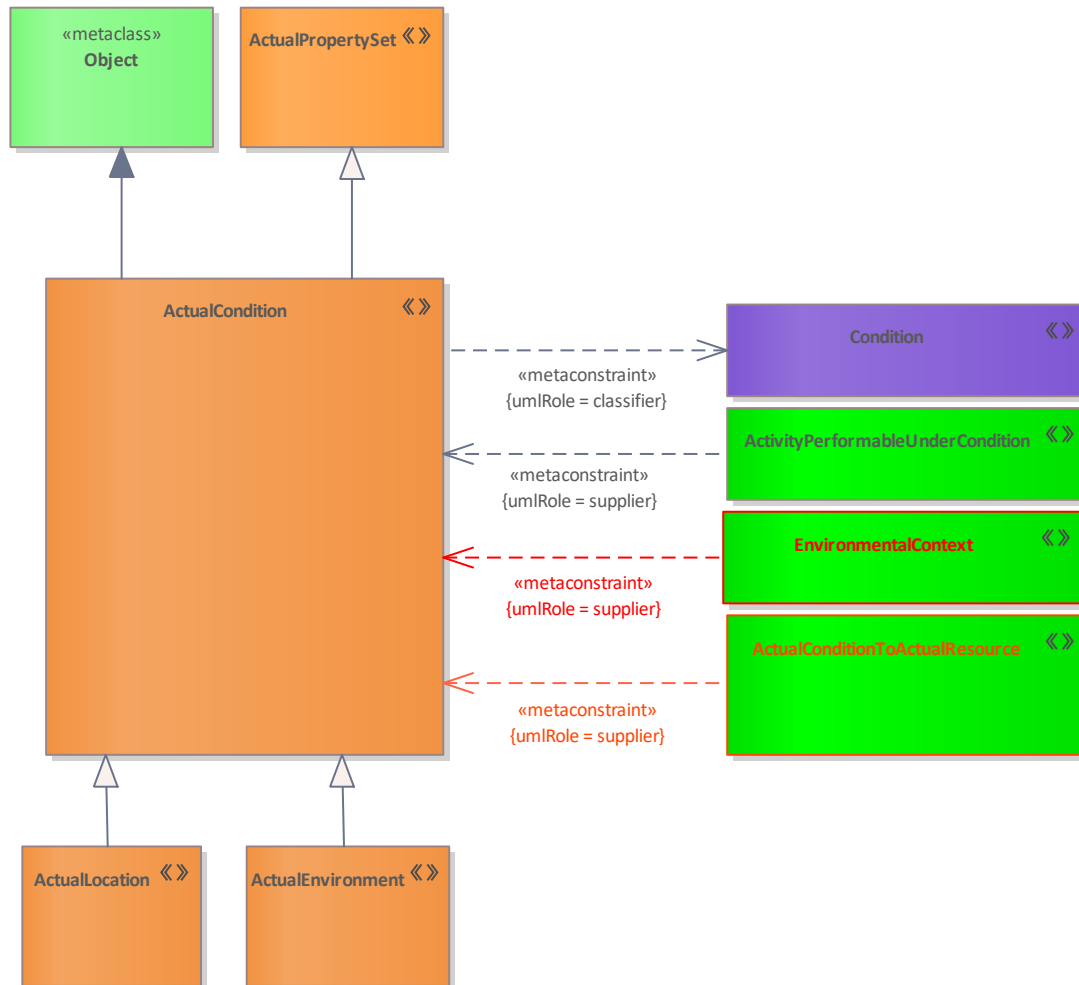 «metaclass»
Object
ActualPropertySet «»
ActualCondition «»
Condition «»
«metaconstraint»
{umlRole = classifier}
ActivityPerformableUnderCondition «»
«metaconstraint»
{umlRole = supplier}
EnvironmentalContext «»
«metaconstraint»
{umlRole = supplier}
ActualConditionToActualResource «»
«metaconstraint»
{umlRole = supplier}
ActualLocation «»
ActualEnvironment «»